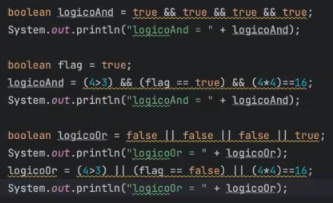 boolean logicoAnd = true && true && true && true;
System.out.println("logicoAnd = " + logicoAnd);
boolean flag = true;
logicoAnd = (4>3) && (flag == true) && (4*4)==16;
System.out.println("logicoAnd = " + logicoAnd);
boolean logicoOr = false || false || false || true;
System.out.println("logicoOr = " + logicoOr);
logicoOr = (4>3) || (flag == false) || (4*4)==16;
System.out.println("logicoOr = " + logicoOr);